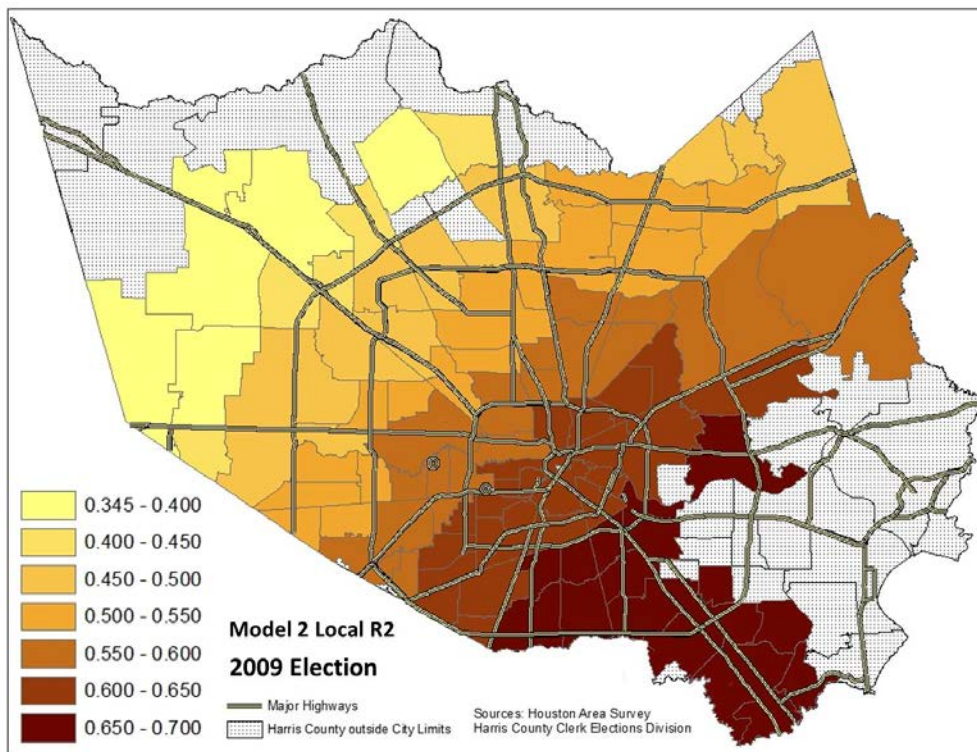 0.345 - 0.400
0.400 - 0.450
0.450 - 0.500
0.500 - 0.550
0.550 - 0.600
0.600 - 0.650
0.650 - 0.700
Model 2 Local R2
2009 Election
Major Highways
Harris County outside City Limits
Sources: Houston Area Survey
Harris County Clerk Elections Division